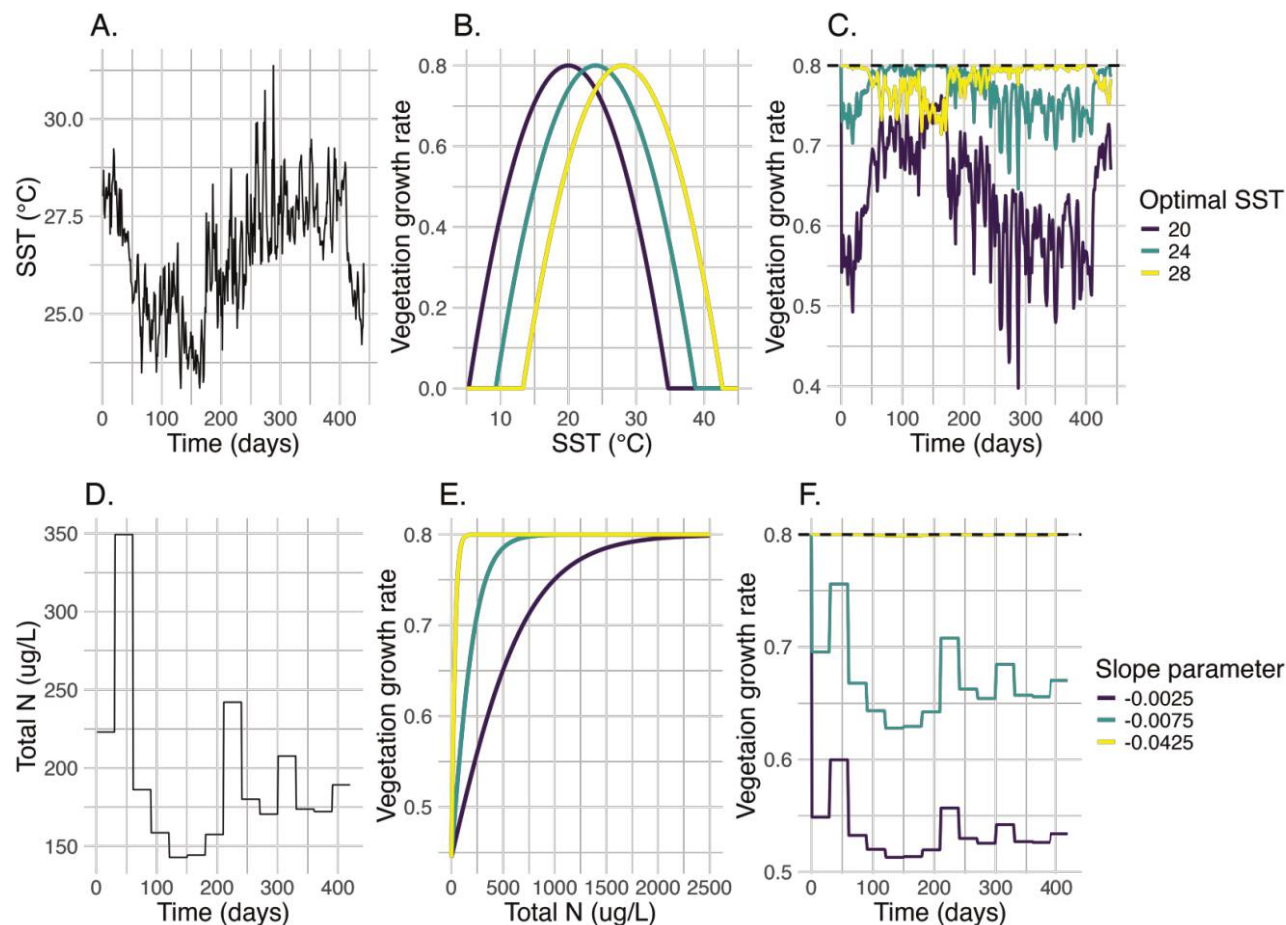 A.
SST (°C)
30.0
27.5
25.0
0 100 200 300 400
Time (days)
B.
Vegetation growth rate
0.8
0.6
0.4
0.2
0.0
10 20 30 40
SST (°C)
C.
Vegetation growth rate
0.8
0.7
0.6
0.5
0.4
0 100 200 300 400
Time (days)
Optimal SST
20
24
28
D.
Total N (ug/L)
350
300
250
200
150
0 100 200 300 400
Time (days)
E.
Vegetation growth rate
0.8
0.7
0.6
0.5
0 250 500 750 1000 1250 1500 1750 2000 2500
Total N (ug/L)
F.
Vegetaion growth rate
0.8
0.7
0.6
0.5
0 100 200 300 400
Time (days)
Slope parameter
-0.0025
-0.0075
-0.0425